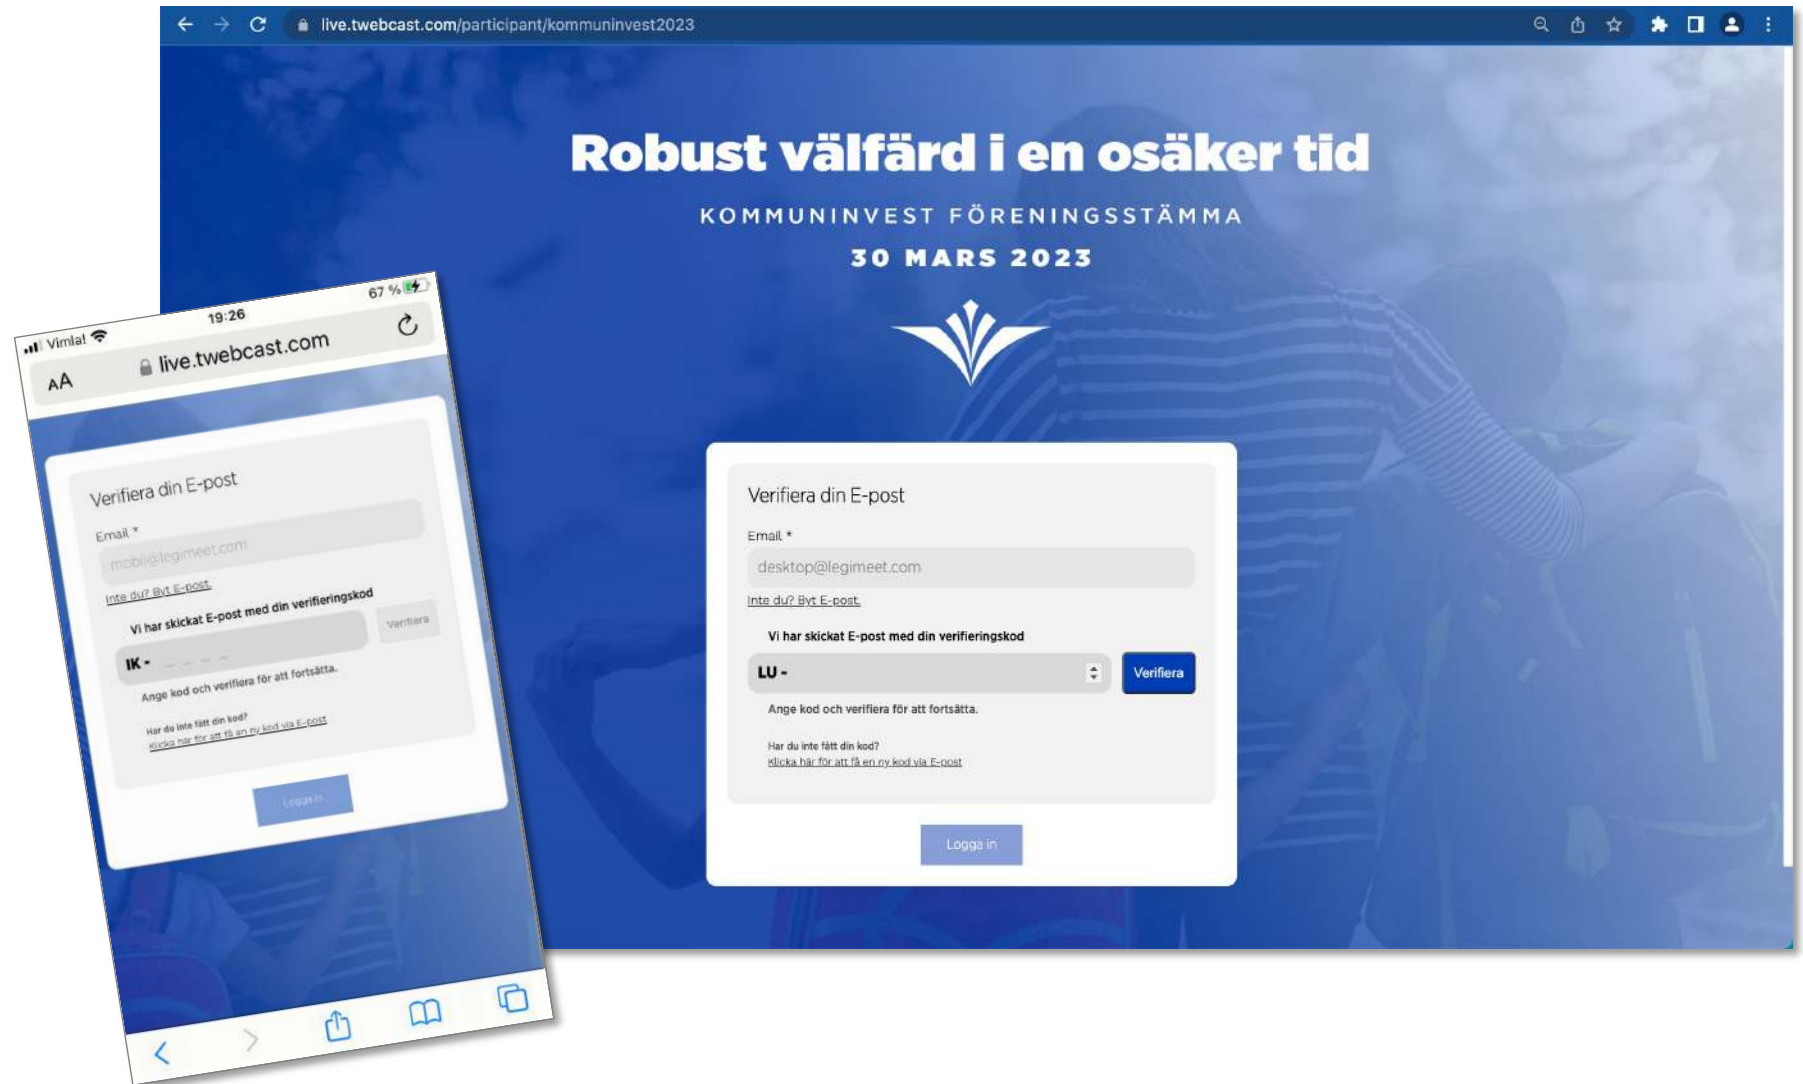 live.twebcast.com/participant/kommuninvest2023
Robust välfärd i en osäker tid
KOMMUNINVEST FÖRENINGSSTÄMMA
30 MARS 2023
Verifiera din E-post
Email *
desktop@legimeet.com
Inte du? Byt E-post.
Vi har skickat E-post med din verifieringskod
LU -
Verifiera
Ange kod och verifiera för att fortsätta.
Har du inte fått din kod?
Klicka här för att få en ny kod via E-post
Logga in
Vimla!
19:26
67 %
AA
live.twebcast.com
Verifiera din E-post
Email *
mobil@legimeet.com
Inte du? Byt E-post.
Vi har skickat E-post med din verifieringskod
IK - _ _ _ _
Verifiera
Ange kod och verifiera för att fortsätta.
Har du inte fått din kod?
Klicka här för att få en ny kod via E-post
Logga in